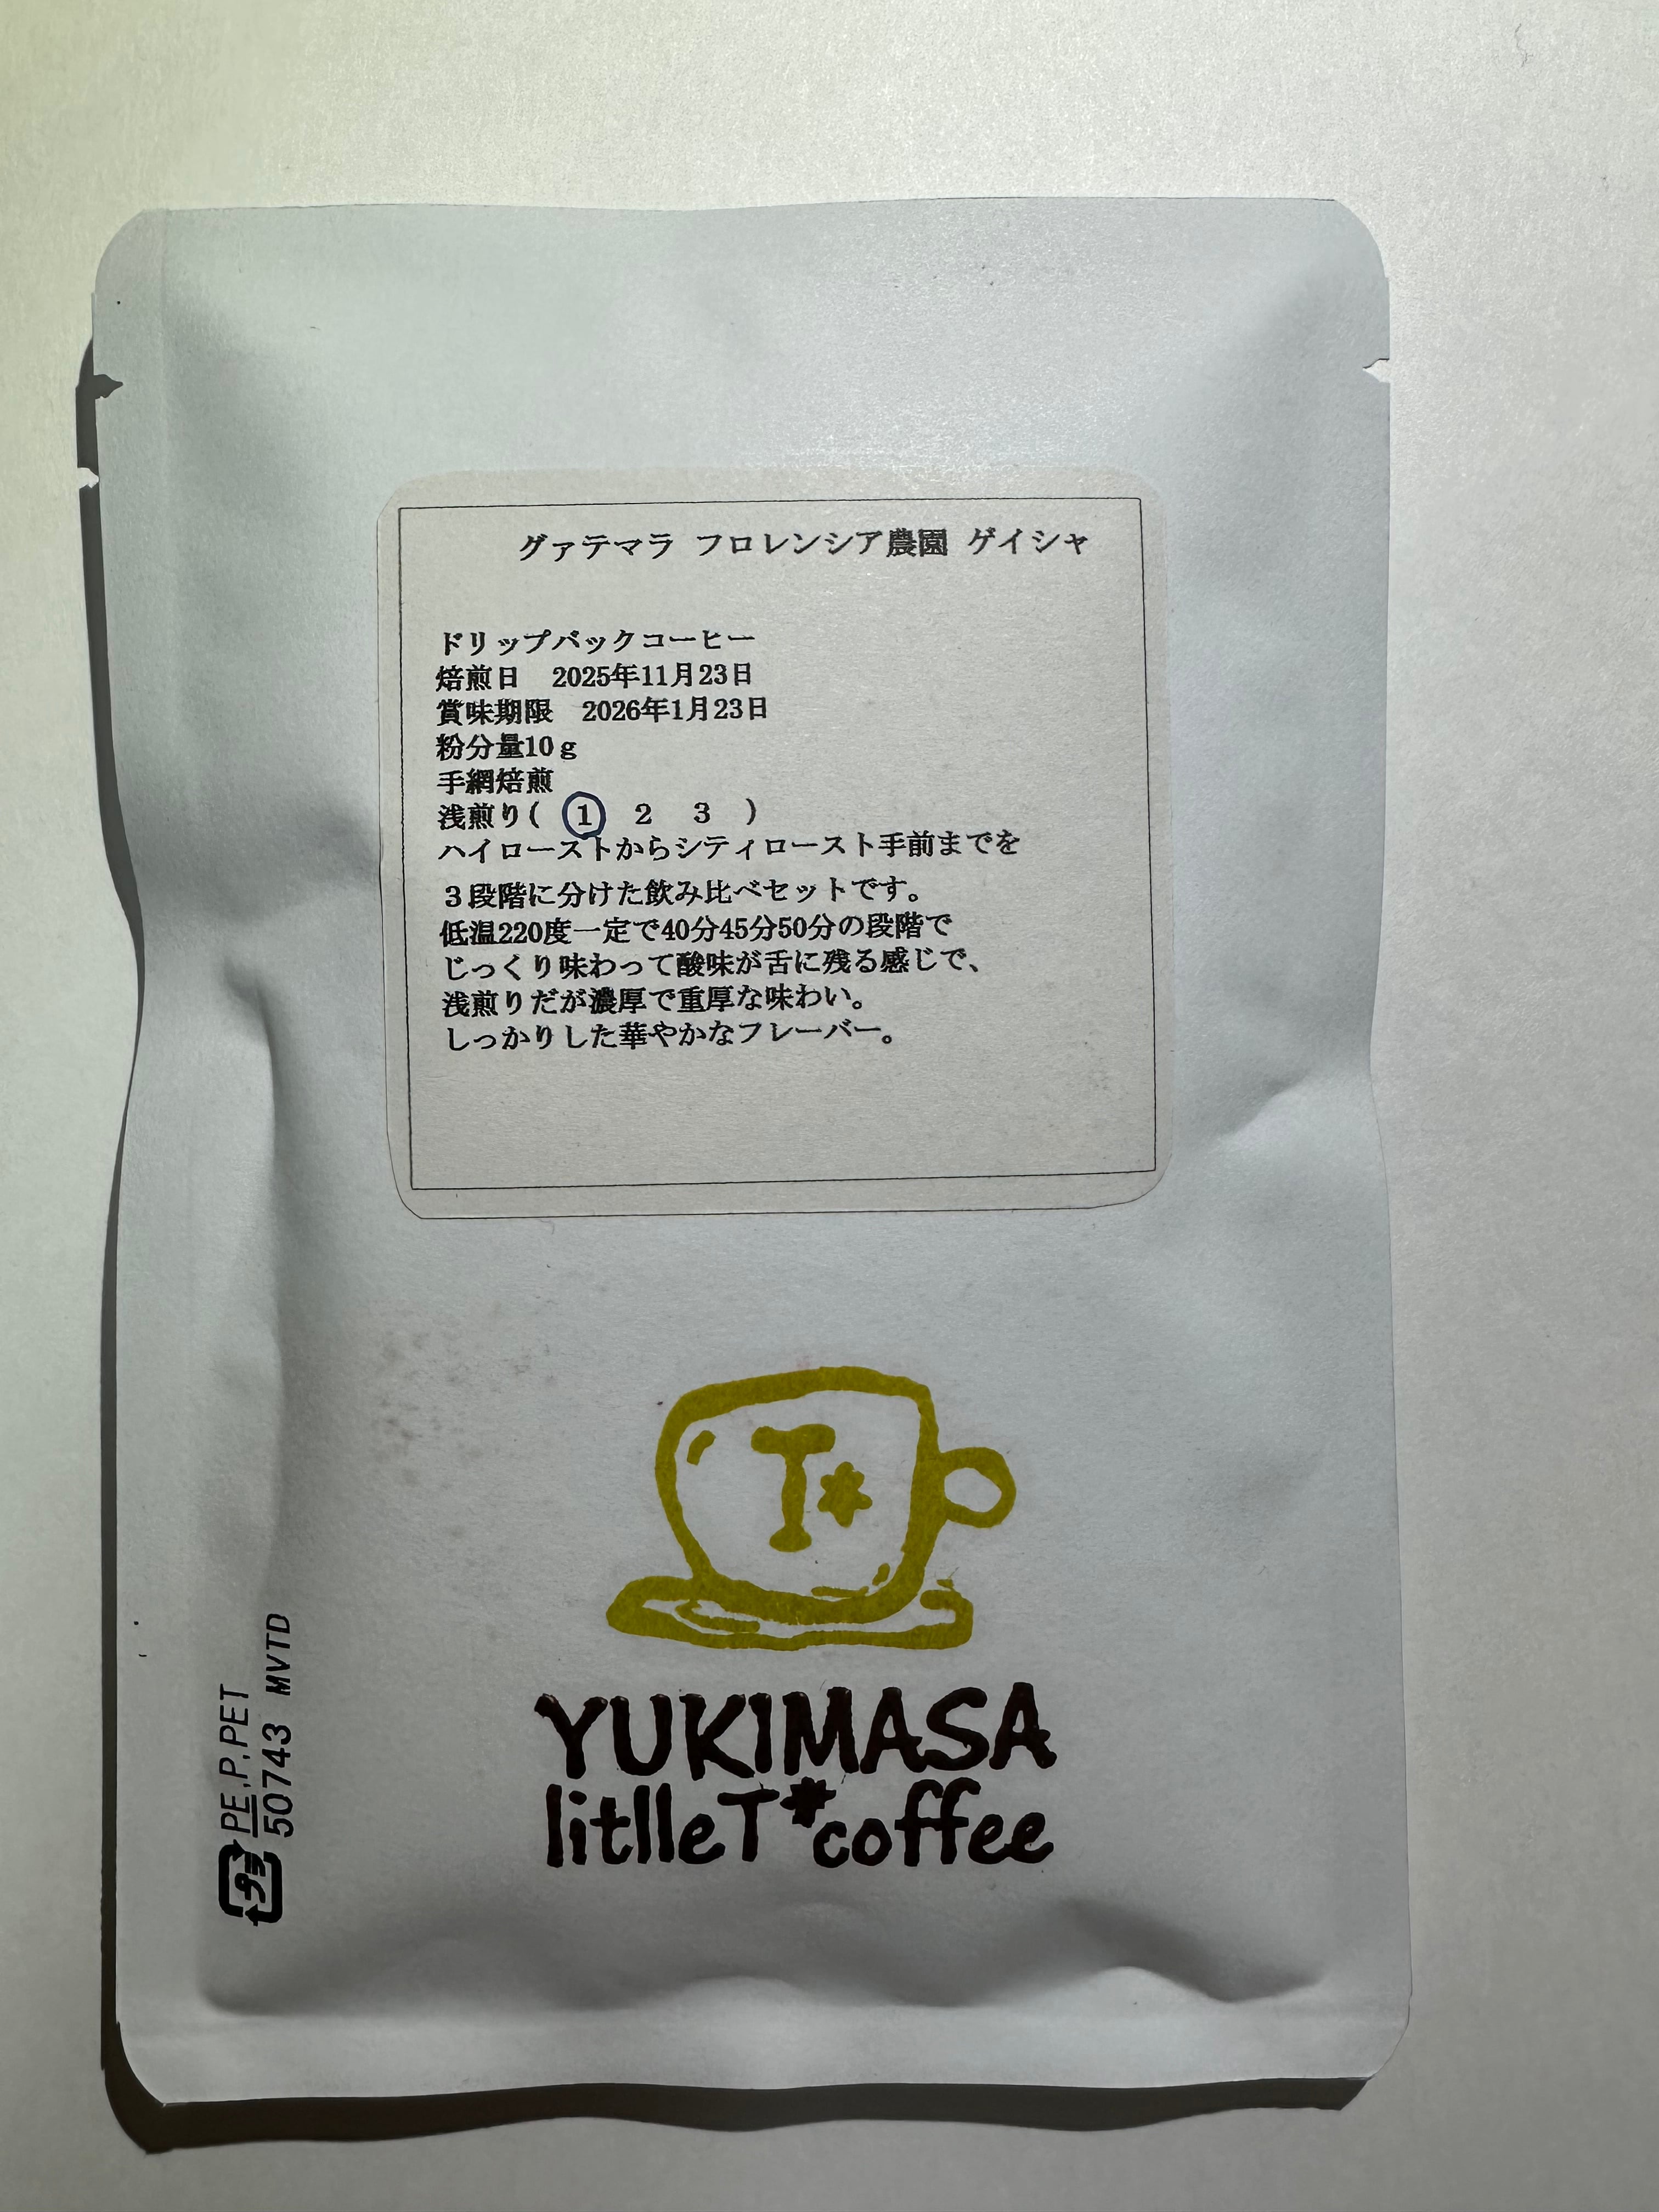 グァテマラ フロレンシア農園 ゲイシャ
ドリップバックコーヒー
焙煎日 2025年11月23日
賞味期限 2026年1月23日
粉分量10g
手網焙煎
浅煎り( 1 2 3 )
ハイローストからシティロースト手前までを
3段階に分けた飲み比べセットです。
低温220度一定で40分45分50分の段階で
じっくり味わって酸味が舌に残る感じで、
浅煎りだが濃厚で重厚な味わい。
しっかりした華やかなフレーバー。
T*
YUKIMASA
litlleT*coffee
プラ PE,P,PET
50743 MVTD